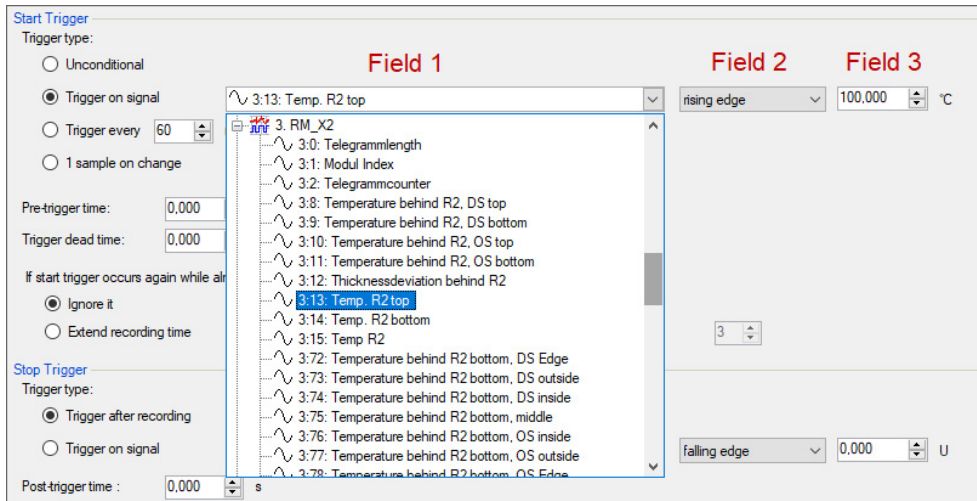 Start Trigger
Trigger type:
Unconditional
Field 1
Field 2
Field 3
Trigger on signal
3:13: Temp. R2 top
rising edge
100,000
°C
Trigger every 60
3. RM_X2
3:0: Telegrammlength
1 sample on change
3:1: Modul Index
3:2: Telegrammcounter
Pre-trigger time: 0,000
3:8: Temperature behind R2, DS top
3:9: Temperature behind R2, DS bottom
Trigger dead time: 0,000
3:10: Temperature behind R2, OS top
3:11: Temperature behind R2, OS bottom
If start trigger occurs again while
3:12: Thicknessdeviation behind R2
Ignore it
3:13: Temp. R2 top
3:14: Temp. R2 bottom
Extend recording time
3:15: Temp R2
3
3:72: Temperature behind R2 bottom, DS Edge
Stop Trigger
3:73: Temperature behind R2 bottom, DS outside
Trigger type:
3:74: Temperature behind R2 bottom, DS inside
Trigger after recording
3:75: Temperature behind R2 bottom, middle
3:76: Temperature behind R2 bottom, OS inside
Trigger on signal
3:77: Temperature behind R2 bottom, OS outside
falling edge
0,000
U
3:78: Temperature behind R2 bottom, OS Edge
Post-trigger time : 0,000 s